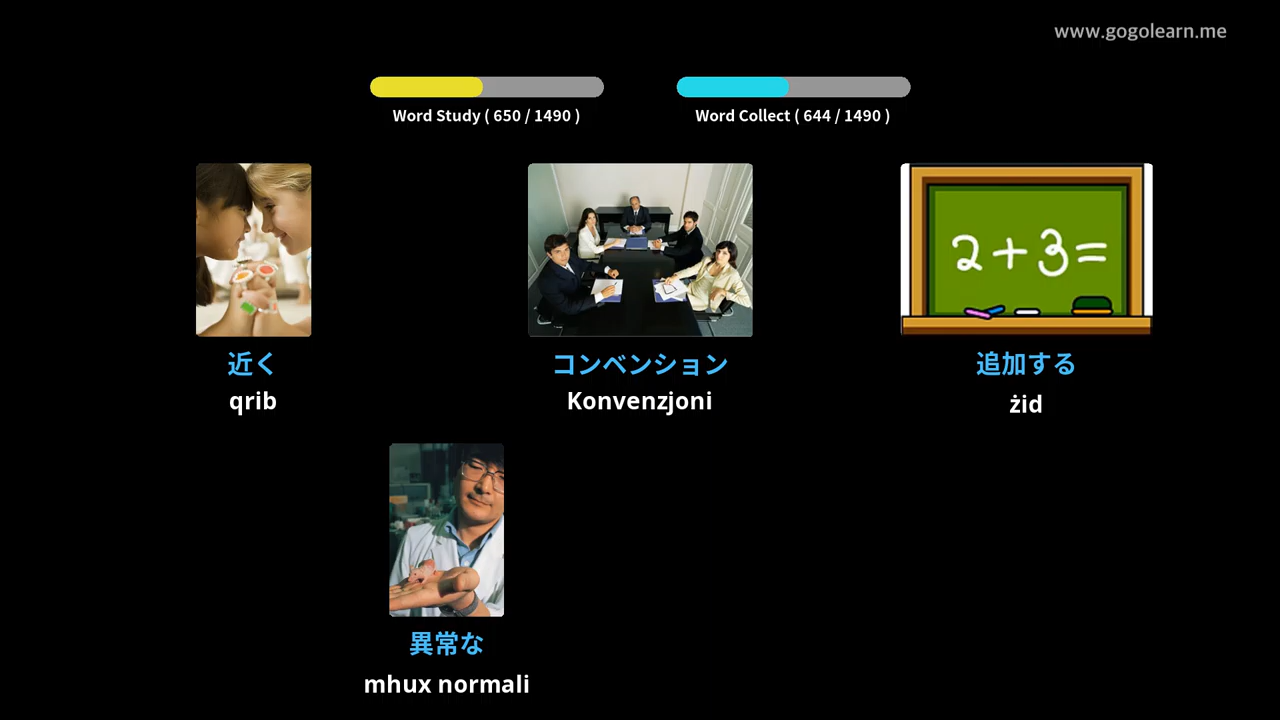 www.gogolearn.me
Word Study ( 650 / 1490 )
Word Collect ( 644 / 1490 )
2+3=
近く
qrib
コンベンション
Konvenzjoni
追加する
żid
異常な
mhux normali